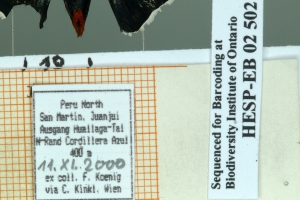 10
Peru North
San Martin, Juanjui
Ausgang Huallaga-Tal
N-Rand Cordillera Azul
400 m
11.XI.2000
ex coll. F. Koenig
via C. Kinkl, Wien
Sequenced for Barcoding at
Biodiversity Institute of Ontario
HESP-EB 02 502